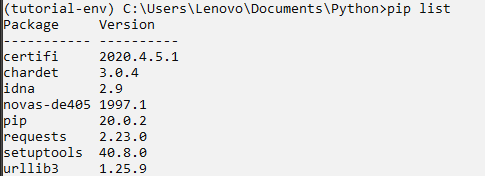 (tutorial-env) C:\Users\Lenovo\Documents\Python>pip list
Package     Version
----------- ----------
certifi     2020.4.5.1
chardet     3.0.4
idna        2.9
novas-de405 1997.1
pip         20.0.2
requests    2.23.0
setuptools  40.8.0
urllib3     1.25.9